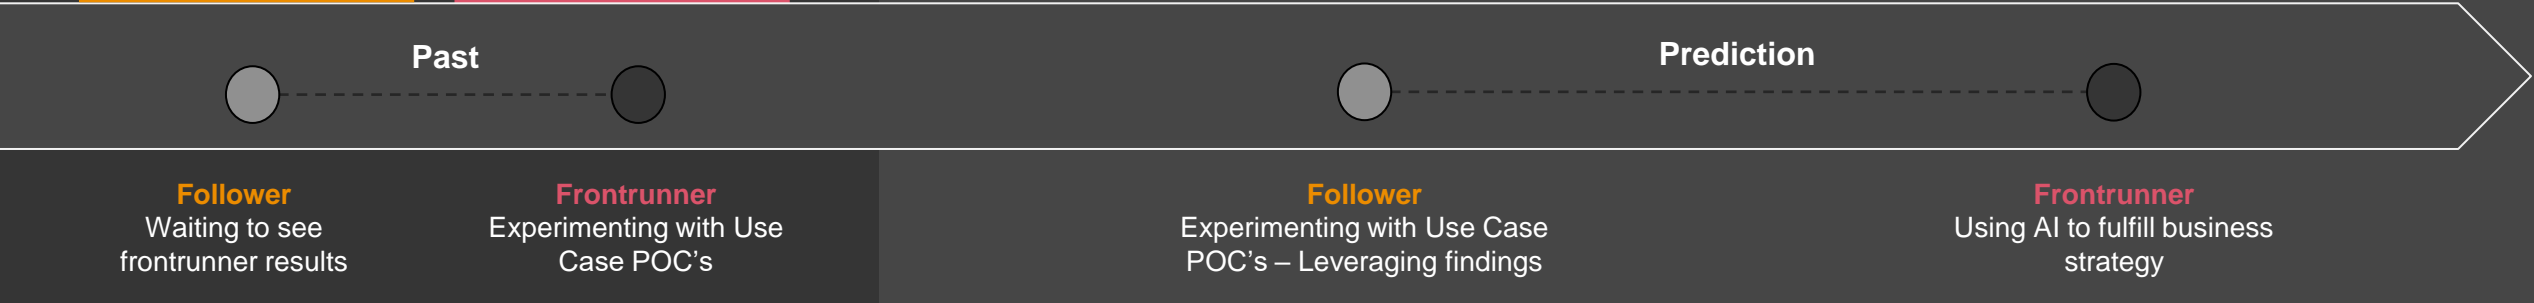 Past
Prediction
Follower
Waiting to see
frontrunner results
Frontrunner
Experimenting with Use
Case POC’s
Follower
Experimenting with Use Case
POC’s – Leveraging findings
Frontrunner
Using AI to fulfill business
strategy